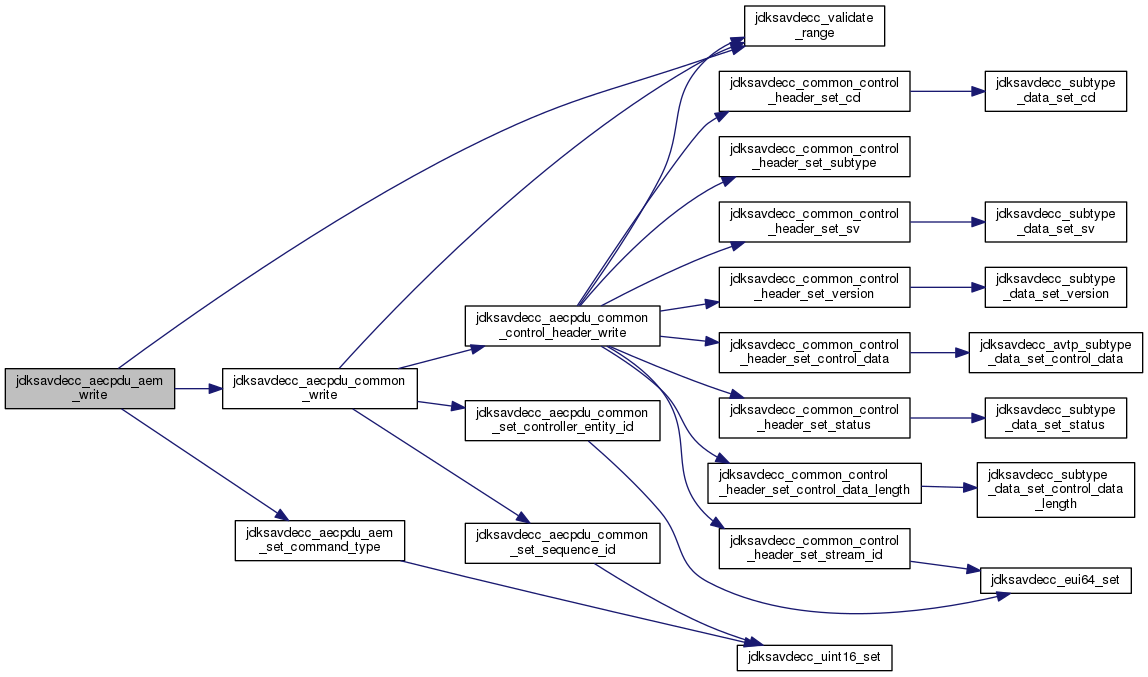 jdksavdecc_aecpdu_aem
_write
jdksavdecc_aecpdu_common
_write
jdksavdecc_aecpdu_aem
_set_command_type
jdksavdecc_aecpdu_common
_control_header_write
jdksavdecc_aecpdu_common
_set_controller_entity_id
jdksavdecc_aecpdu_common
_set_sequence_id
jdksavdecc_validate
_range
jdksavdecc_common_control
_header_set_cd
jdksavdecc_common_control
_header_set_subtype
jdksavdecc_common_control
_header_set_sv
jdksavdecc_common_control
_header_set_version
jdksavdecc_common_control
_header_set_control_data
jdksavdecc_common_control
_header_set_status
jdksavdecc_common_control
_header_set_control_data_length
jdksavdecc_common_control
_header_set_stream_id
jdksavdecc_uint16_set
jdksavdecc_subtype
_data_set_cd
jdksavdecc_subtype
_data_set_sv
jdksavdecc_subtype
_data_set_version
jdksavdecc_avtp_subtype
_data_set_control_data
jdksavdecc_subtype
_data_set_status
jdksavdecc_subtype
_data_set_control_data
_length
jdksavdecc_eui64_set